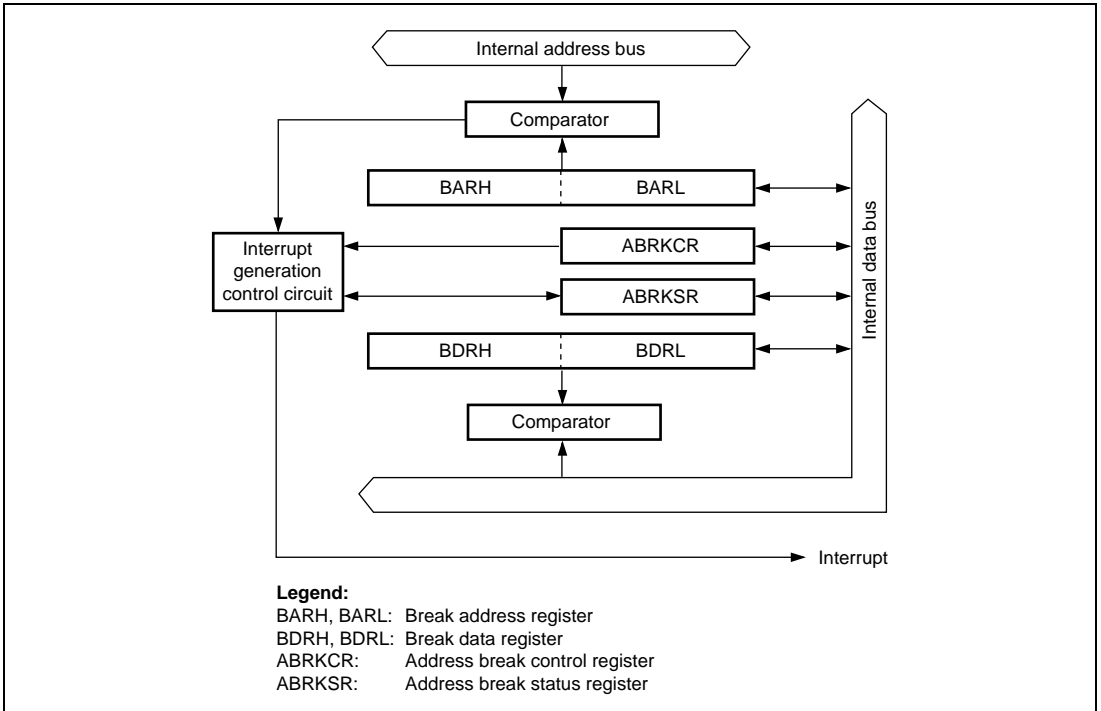 Internal address bus
Comparator
BARH BARL
Internal data bus
ABRKCR
Interrupt
generation
control circuit
ABRKSR
BDRH BDRL
Comparator
Interrupt
Legend:
BARH, BARL: Break address register
BDRH, BDRL: Break data register
ABRKCR: Address break control register
ABRKSR: Address break status register